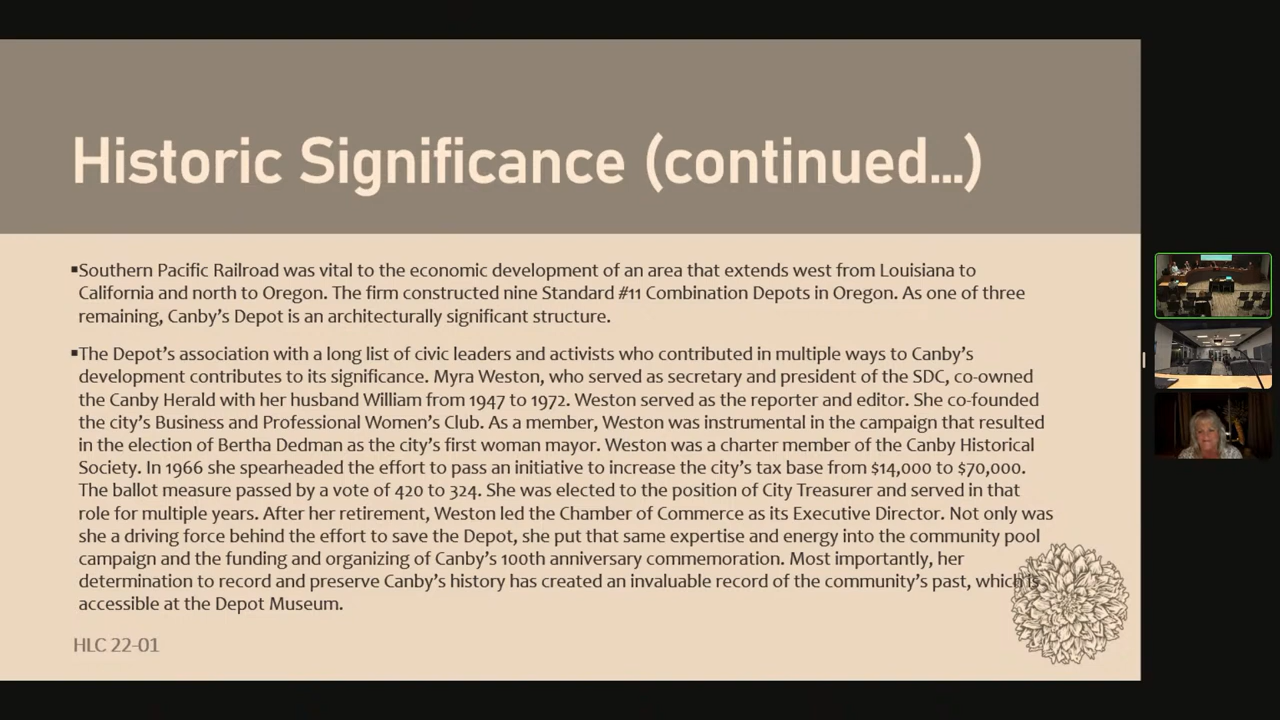 Historic Significance (continued...)
▪Southern Pacific Railroad was vital to the economic development of an area that extends west from Louisiana to
California and north to Oregon. The firm constructed nine Standard #11 Combination Depots in Oregon. As one of three
remaining, Canby's Depot is an architecturally significant structure.
▪The Depot's association with a long list of civic leaders and activists who contributed in multiple ways to Canby's
development contributes to its significance. Myra Weston, who served as secretary and president of the SDC, co-owned
the Canby Herald with her husband William from 1947 to 1972. Weston served as the reporter and editor. She co-founded
the city's Business and Professional Women's Club. As a member, Weston was instrumental in the campaign that resulted
in the election of Bertha Dedman as the city's first woman mayor. Weston was a charter member of the Canby Historical
Society. In 1966 she spearheaded the effort to pass an initiative to increase the city's tax base from $14,000 to $70,000.
The ballot measure passed by a vote of 420 to 324. She was elected to the position of City Treasurer and served in that
role for multiple years. After her retirement, Weston led the Chamber of Commerce as its Executive Director. Not only was
she a driving force behind the effort to save the Depot, she put that same expertise and energy into the community pool
campaign and the funding and organizing of Canby's 100th anniversary commemoration. Most importantly, her
determination to record and preserve Canby's history has created an invaluable record of the community's past, which is
accessible at the Depot Museum.
HLC 22-01